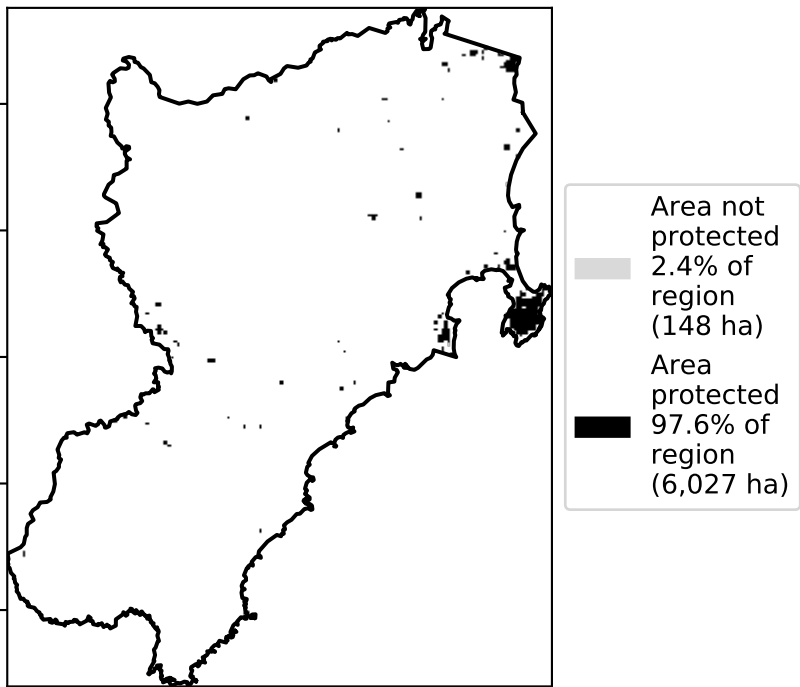 Area not
protected
2.4% of
region
(148 ha)
Area
protected
97.6% of
region
(6,027 ha)